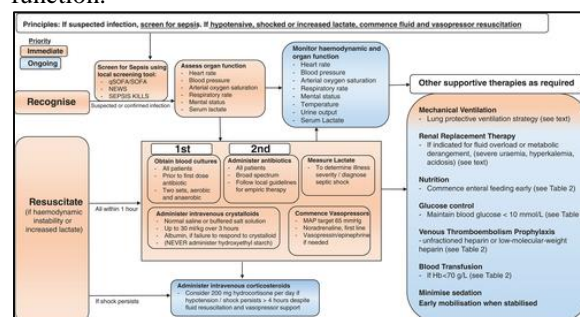 function.
Principles: If suspected infection, screen for sepsis. If hypotensive, shocked or increased lactate, commence fluid and vasopressor resuscitation
Priority
Immediate
Ongoing
Recognise
Screen for Sepsis using
local screening tool:
- qSOFA/SOFA
- NEWS
- SEPSIS KILLS
Suspected or confirmed infection
Assess organ function
- Heart rate
- Blood pressure
- Arterial oxygen saturation
- Respiratory rate
- Mental status
- Serum lactate
Monitor haemodynamic and
organ function:
- Heart rate
- Blood pressure
- Arterial oxygen saturation
- Respiratory rate
- Mental status
- Temperature
- Urine output
- Serum Lactate
Resuscitate
(if haemodynamic
instability or
increased lactate)
All within 1 hour
1st
Obtain blood cultures
- All patients
- Prior to first dose
antibiotic
- Two sets, aerobic
and anaerobic
2nd
Administer antibiotics
- All patients
- Broad spectrum
- Follow local guidelines
for empiric therapy
Measure Lactate
- To determine illness
severity / diagnose
septic shock
Administer intravenous crystalloids
- Normal saline or buffered salt solution
- Up to 30 ml/kg over 3 hours
- Albumin, if failure to respond to crystalloid
- (NEVER administer hydroxyethyl starch)
Commence Vasopressors
- MAP target 65 mmHg
- Noradrenaline, first line
- Vasopressin/epinephrine
if needed
If shock persists
Administer intravenous corticosteroids
- Consider 200 mg hydrocortisone per day if
hypotension / shock persists > 4 hours despite
fluid resuscitation and vasopressor support
Other supportive therapies as required
Mechanical Ventilation
- Lung protective ventilation strategy (see text)
Renal Replacement Therapy
- If indicated for fluid overload or metabolic
derangement, (severe uraemia, hyperkalemia,
acidosis) (see text)
Nutrition
- Commence enteral feeding early (see Table 2)
Glucose control
- Maintain blood glucose < 10 mmol/L (see Table 2)
Venous Thromboembolism Prophylaxis
- unfractioned heparin or low-molecular-weight
heparin (see Table 2)
Blood Transfusion
- If Hb<70 g/L (see Table 2)
Minimise sedation
Early mobilisation when stabilised